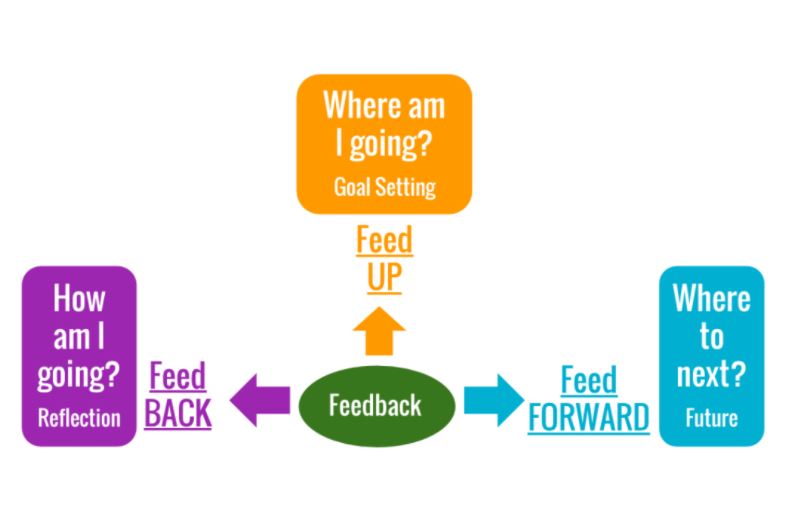 Where am
I going?
Goal Setting
Feed
UP
How
am I
going?
Reflection
Feed
BACK
Feedback
Feed
FORWARD
Where
to
next?
Future